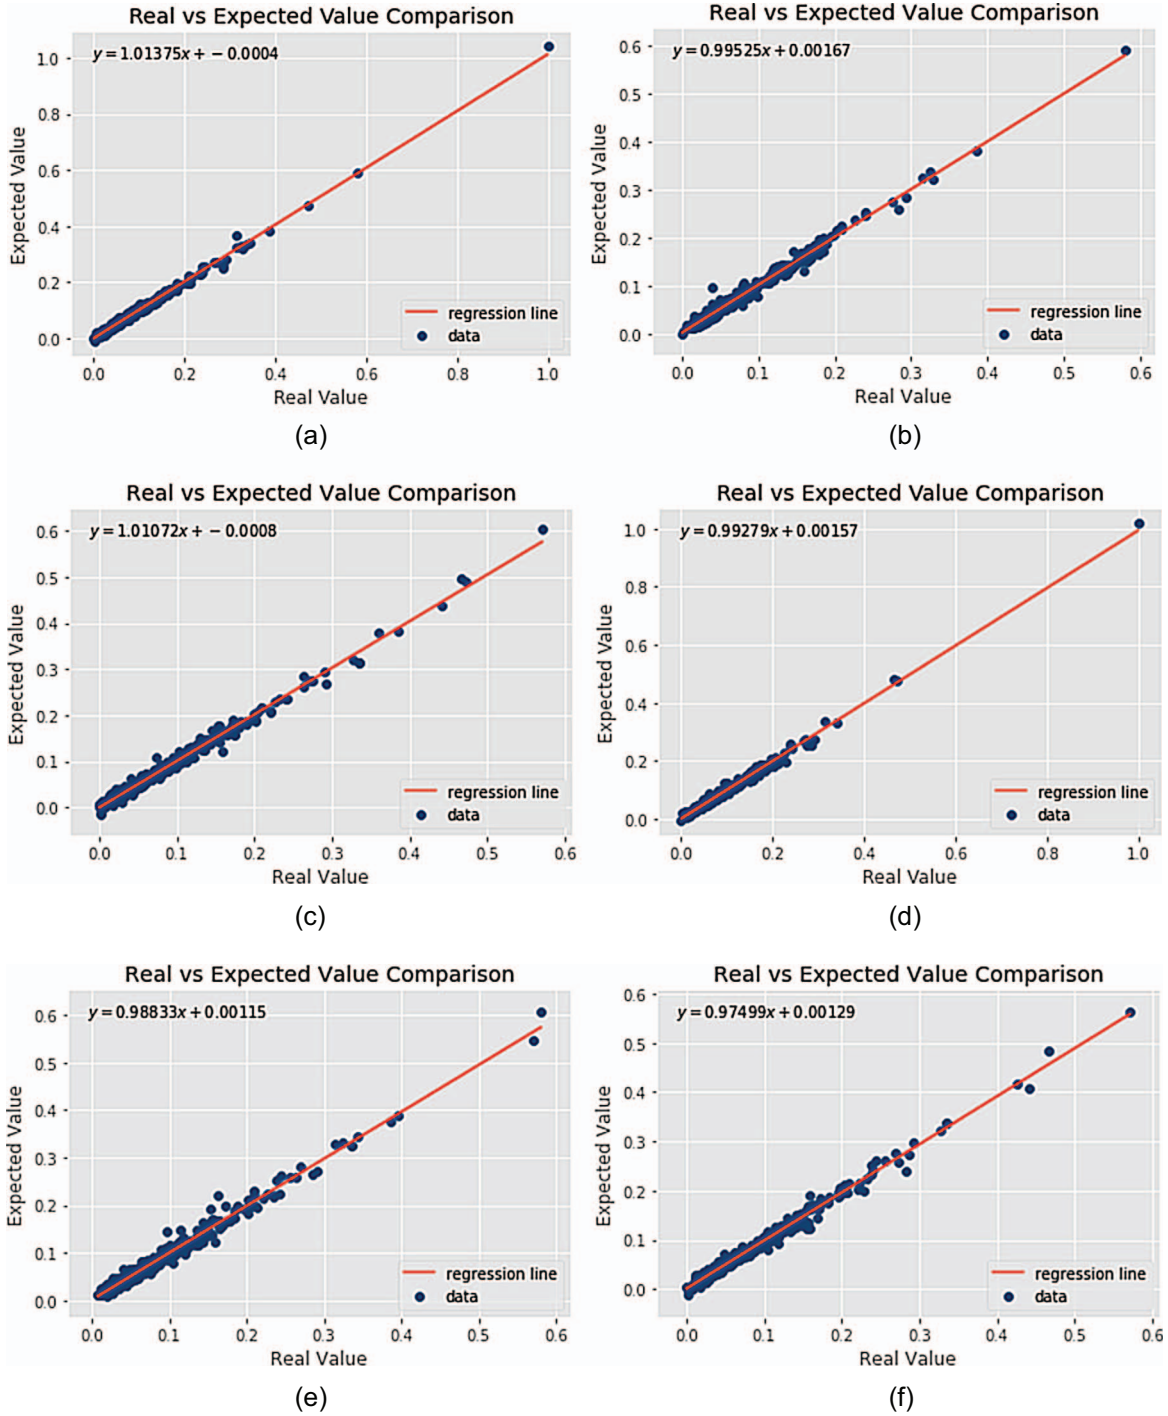 Real vs Expected Value Comparison
y = 1.01375x + − 0.0004
Expected Value
1.0
0.8
0.6
0.4
0.2
0.0
regression line
data
0.0 0.2 0.4 0.6 0.8 1.0
Real Value
(a)
Real vs Expected Value Comparison
y = 0.99525x + 0.00167
Expected Value
0.6
0.5
0.4
0.3
0.2
0.1
0.0
regression line
data
0.0 0.1 0.2 0.3 0.4 0.5 0.6
Real Value
(b)
Real vs Expected Value Comparison
y = 1.01072x + − 0.0008
Expected Value
0.6
0.5
0.4
0.3
0.2
0.1
0.0
regression line
data
0.0 0.1 0.2 0.3 0.4 0.5 0.6
Real Value
(c)
Real vs Expected Value Comparison
y = 0.99279x + 0.00157
Expected Value
1.0
0.8
0.6
0.4
0.2
0.0
regression line
data
0.0 0.2 0.4 0.6 0.8 1.0
Real Value
(d)
Real vs Expected Value Comparison
y = 0.98833x + 0.00115
Expected Value
0.6
0.5
0.4
0.3
0.2
0.1
0.0
regression line
data
0.0 0.1 0.2 0.3 0.4 0.5 0.6
Real Value
(e)
Real vs Expected Value Comparison
y = 0.97499x + 0.00129
Expected Value
0.6
0.5
0.4
0.3
0.2
0.1
0.0
regression line
data
0.0 0.1 0.2 0.3 0.4 0.5 0.6
Real Value
(f)